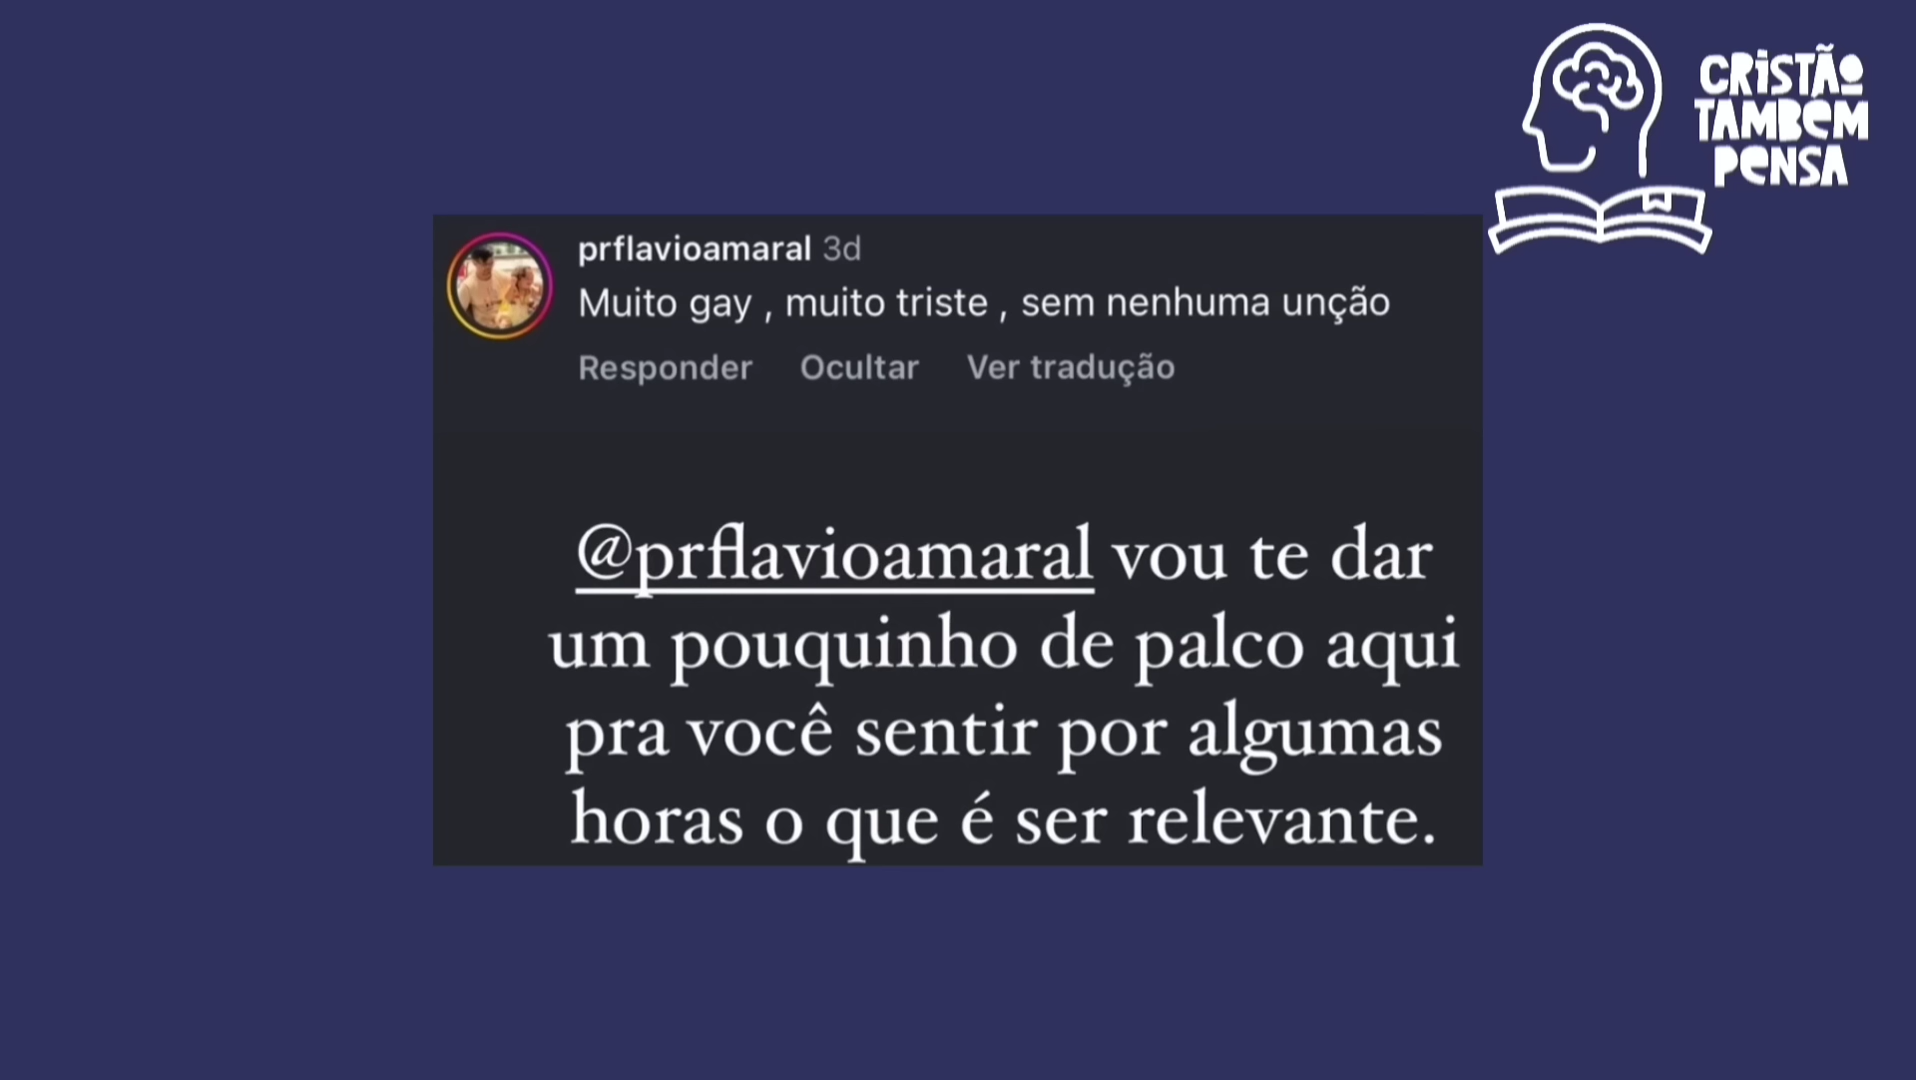 CRISTÃO
TAMBÉM
PENSA
prflavioamaral 3d
Muito gay , muito triste , sem nenhuma unção
Responder Ocultar Ver tradução
@prflavioamaral vou te dar
um pouquinho de palco aqui
pra você sentir por algumas
horas o que é ser relevante.